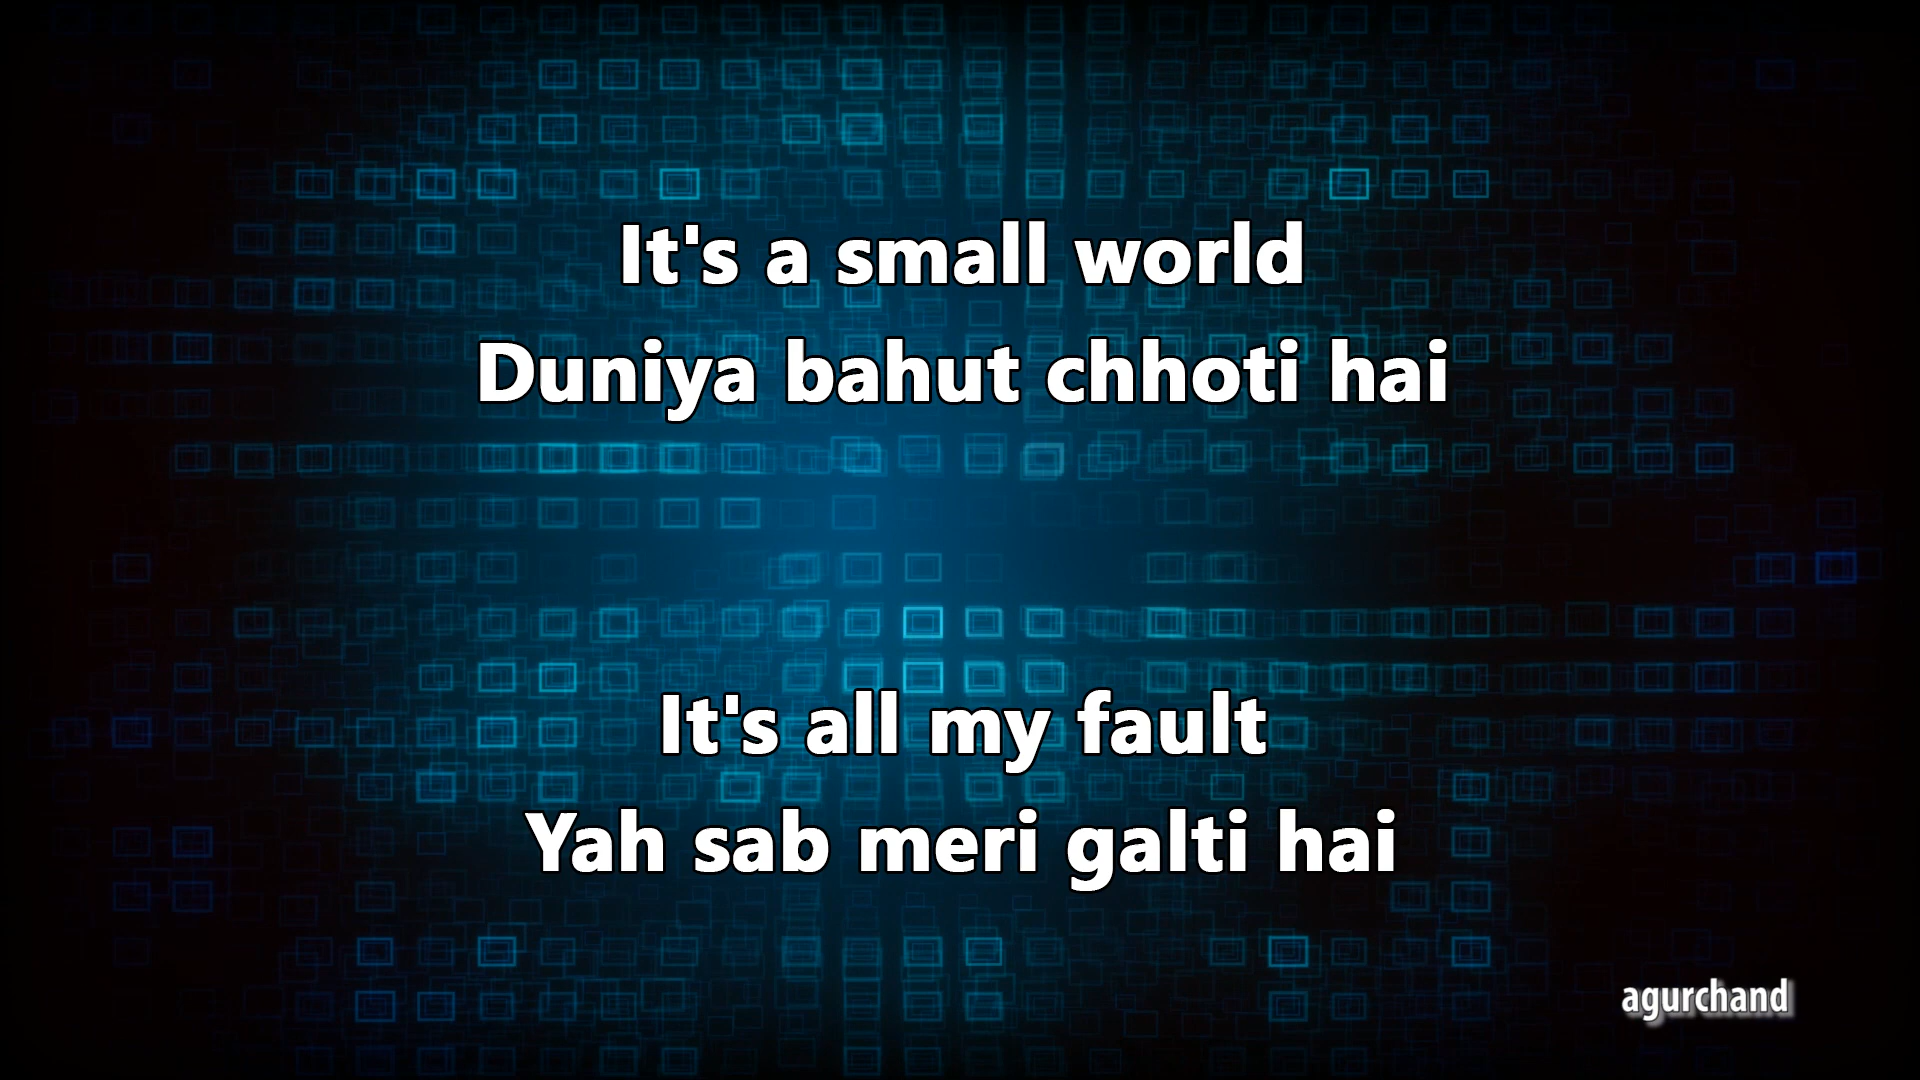 It's a small world
Duniya bahut chhoti hai
It's all my fault
Yah sab meri galti hai
agurchand